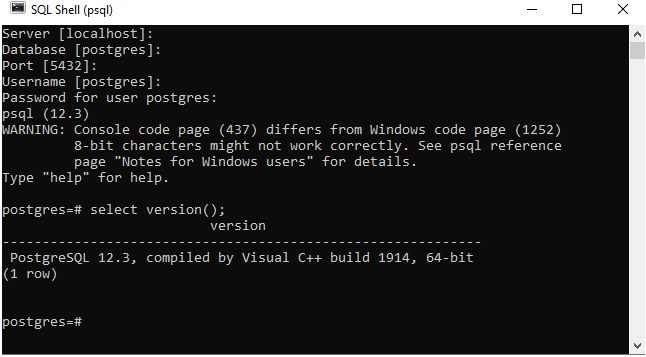 SQL Shell (psql)
Server [localhost]:
Database [postgres]:
Port [5432]:
Username [postgres]:
Password for user postgres:
psql (12.3)
WARNING: Console code page (437) differs from Windows code page (1252)
         8-bit characters might not work correctly. See psql reference
         page "Notes for Windows users" for details.
Type "help" for help.
postgres=# select version();
                          version
------------------------------------------------------------
 PostgreSQL 12.3, compiled by Visual C++ build 1914, 64-bit
(1 row)
postgres=#